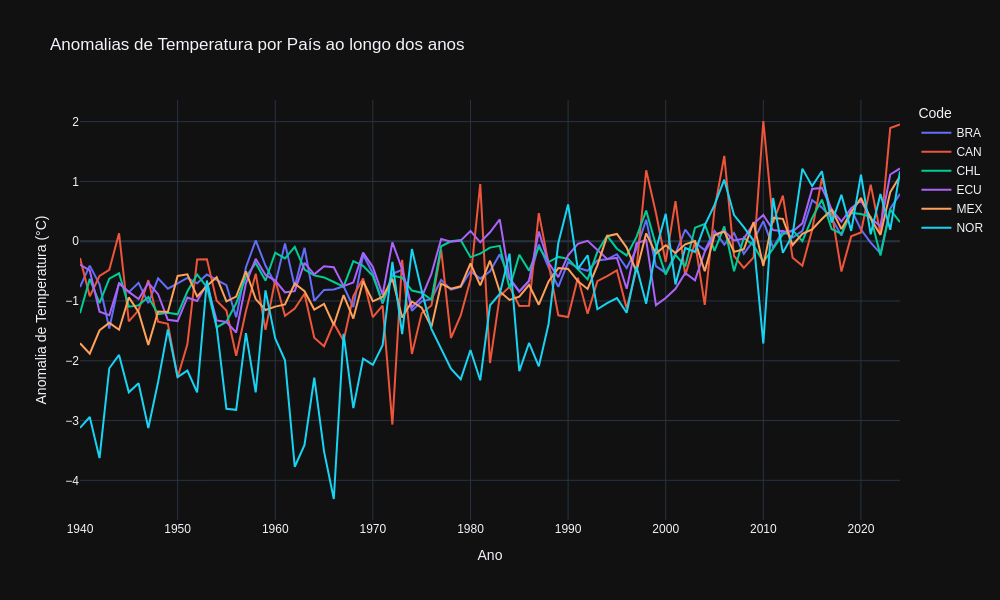 Anomalias de Temperatura por País ao longo dos anos
Code
BRA
CAN
CHL
ECU
MEX
NOR
Anomalia de Temperatura (°C)
2
1
0
−1
−2
−3
−4
1940 1950 1960 1970 1980 1990 2000 2010 2020
Ano